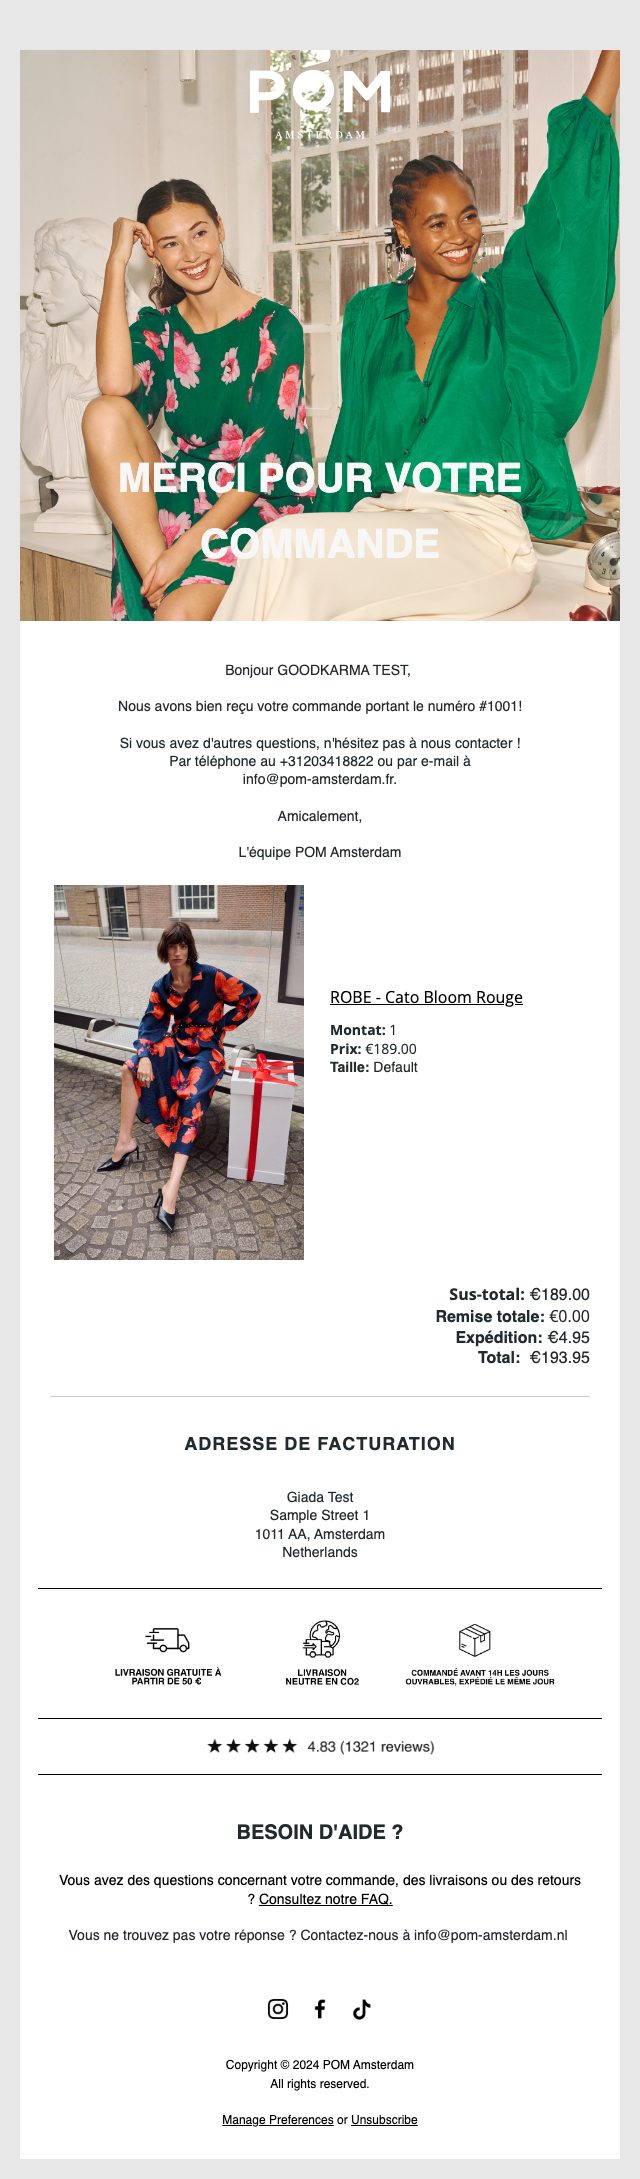 POM
AMSTERDAM
MERCI POUR VOTRE
COMMANDE
Bonjour GOODKARMA TEST,
Nous avons bien reçu votre commande portant le numéro #1001!
Si vous avez d'autres questions, n'hésitez pas à nous contacter !
Par téléphone au +31203418822 ou par e-mail à
info@pom-amsterdam.fr.
Amicalement,
L'équipe POM Amsterdam
ROBE - Cato Bloom Rouge
Montat: 1
Prix: €189.00
Taille: Default
Sus-total: €189.00
Remise totale: €0.00
Expédition: €4.95
Total: €193.95
ADRESSE DE FACTURATION
Giada Test
Sample Street 1
1011 AA, Amsterdam
Netherlands
LIVRAISON GRATUITE À
PARTIR DE 50 €
LIVRAISON
NEUTRE EN CO2
COMMANDÉ AVANT 14H LES JOURS
OUVRABLES, EXPÉDIÉ LE MÊME JOUR
4.83 (1321 reviews)
BESOIN D'AIDE ?
Vous avez des questions concernant votre commande, des livraisons ou des retours
? Consultez notre FAQ.
Vous ne trouvez pas votre réponse ? Contactez-nous à info@pom-amsterdam.nl
Copyright © 2024 POM Amsterdam
All rights reserved.
Manage Preferences or Unsubscribe